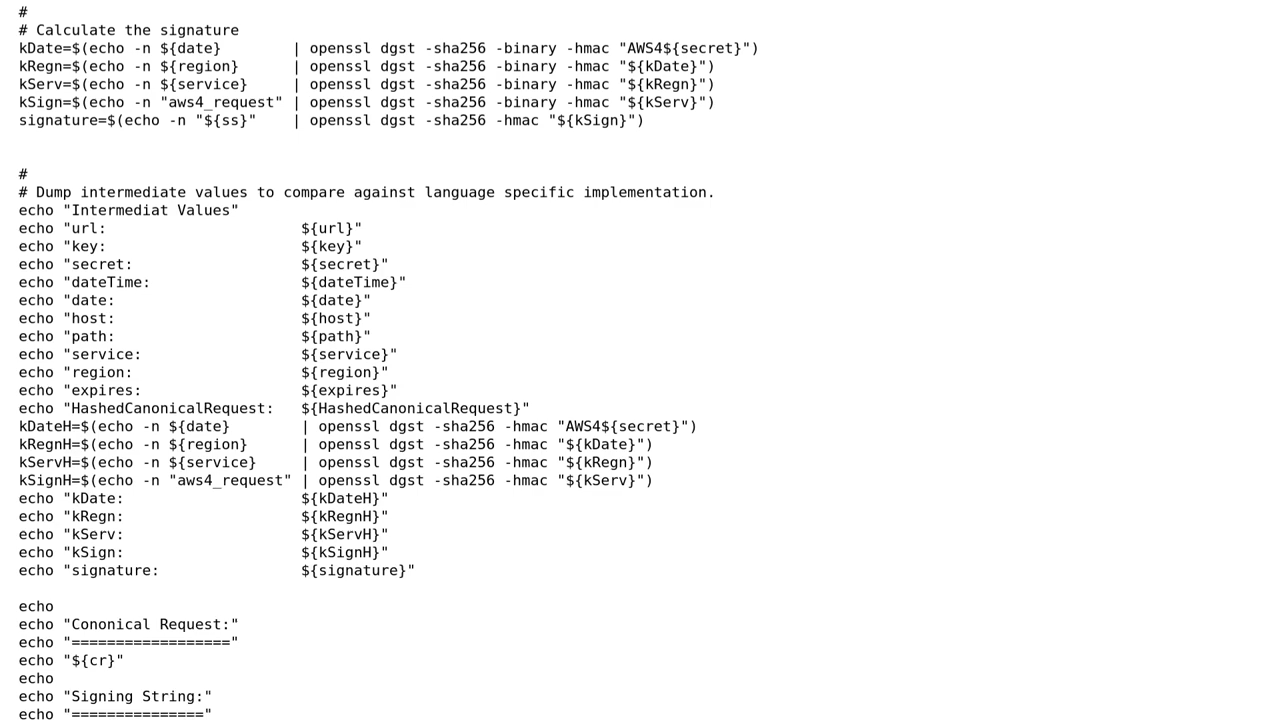 #
# Calculate the signature
kDate=$(echo -n ${date}        | openssl dgst -sha256 -binary -hmac "AWS4${secret}")
kRegn=$(echo -n ${region}      | openssl dgst -sha256 -binary -hmac "${kDate}")
kServ=$(echo -n ${service}     | openssl dgst -sha256 -binary -hmac "${kRegn}")
kSign=$(echo -n "aws4_request" | openssl dgst -sha256 -binary -hmac "${kServ}")
signature=$(echo -n "${ss}"    | openssl dgst -sha256 -hmac "${kSign}")
#
# Dump intermediate values to compare against language specific implementation.
echo "Intermediat Values"
echo "url:                      ${url}"
echo "key:                      ${key}"
echo "secret:                   ${secret}"
echo "dateTime:                 ${dateTime}"
echo "date:                     ${date}"
echo "host:                     ${host}"
echo "path:                     ${path}"
echo "service:                  ${service}"
echo "region:                   ${region}"
echo "expires:                  ${expires}"
echo "HashedCanonicalRequest:   ${HashedCanonicalRequest}"
kDateH=$(echo -n ${date}        | openssl dgst -sha256 -hmac "AWS4${secret}")
kRegnH=$(echo -n ${region}      | openssl dgst -sha256 -hmac "${kDate}")
kServH=$(echo -n ${service}     | openssl dgst -sha256 -hmac "${kRegn}")
kSignH=$(echo -n "aws4_request" | openssl dgst -sha256 -hmac "${kServ}")
echo "kDate:                    ${kDateH}"
echo "kRegn:                    ${kRegnH}"
echo "kServ:                    ${kServH}"
echo "kSign:                    ${kSignH}"
echo "signature:                ${signature}"
echo
echo "Cononical Request:"
echo "=================="
echo "${cr}"
echo
echo "Signing String:"
echo "==============="